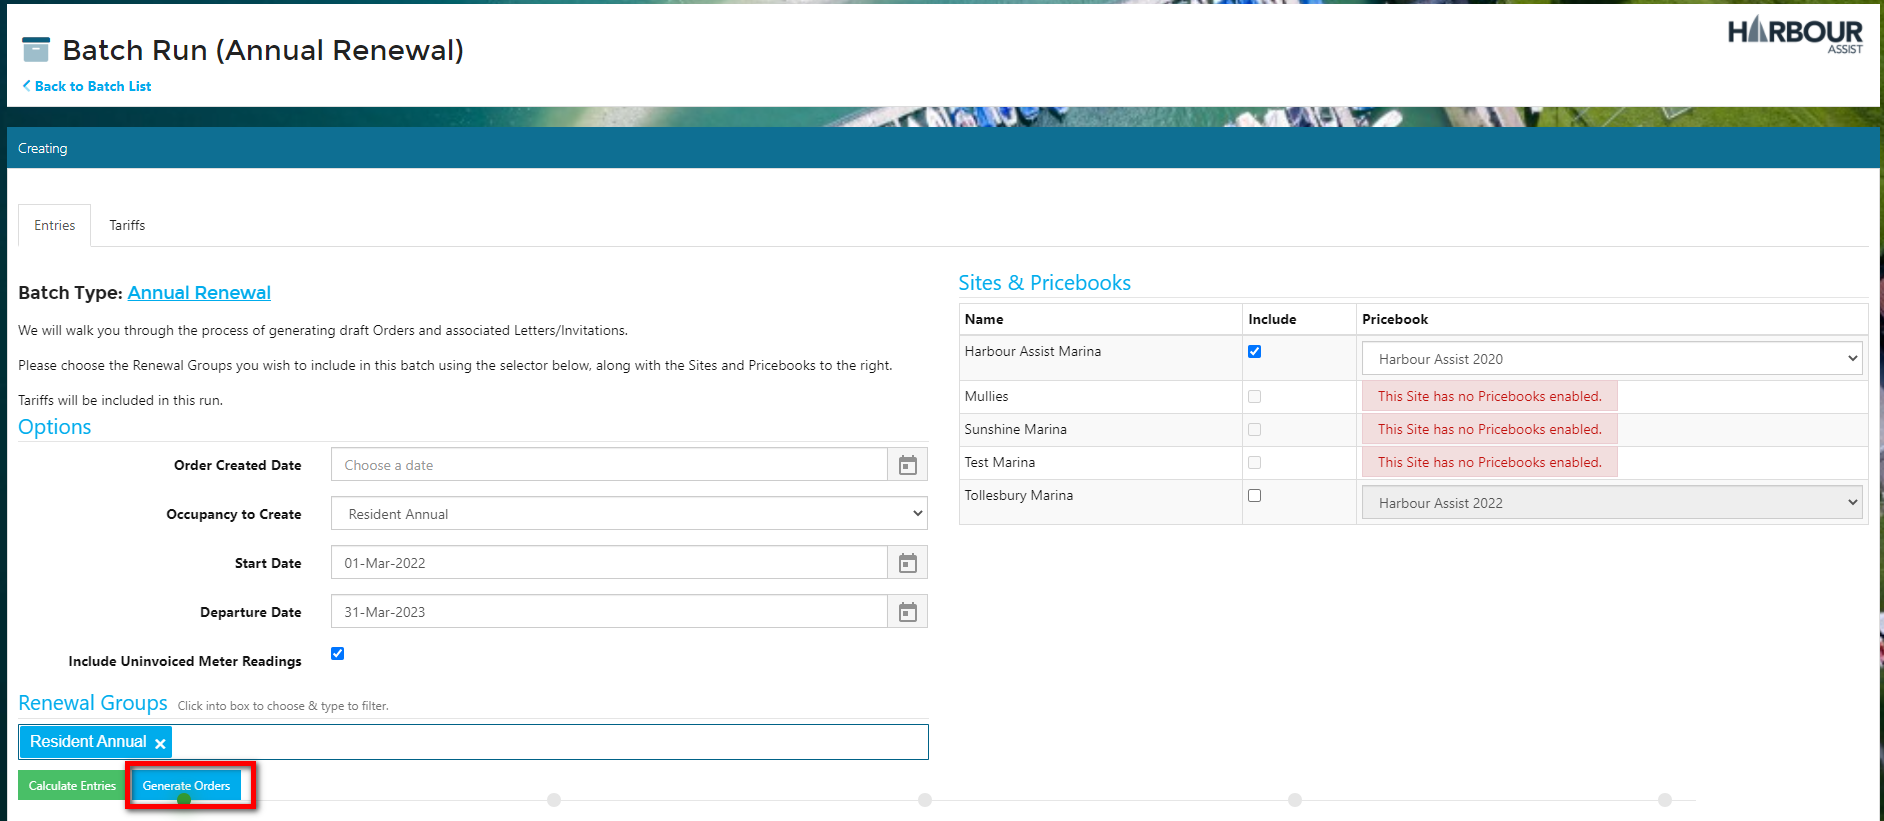 Batch Run (Annual Renewal)
HARBOUR
ASSIST
Back to Batch List
Creating
Entries
Tariffs
Batch Type: Annual Renewal
We will walk you through the process of generating draft Orders and associated Letters/Invitations.
Please choose the Renewal Groups you wish to include in this batch using the selector below, along with the Sites and Pricebooks to the right.
Tariffs will be included in this run.
Options
Order Created Date Choose a date
Occupancy to Create Resident Annual
Start Date 01-Mar-2022
Departure Date 31-Mar-2023
Include Uninvoiced Meter Readings
Renewal Groups Click into box to choose & type to filter.
Resident Annual ×
Calculate Entries Generate Orders
Sites & Pricebooks
Name Include Pricebook
Harbour Assist Marina Harbour Assist 2020
Mullies This Site has no Pricebooks enabled.
Sunshine Marina This Site has no Pricebooks enabled.
Test Marina This Site has no Pricebooks enabled.
Tollesbury Marina Harbour Assist 2022